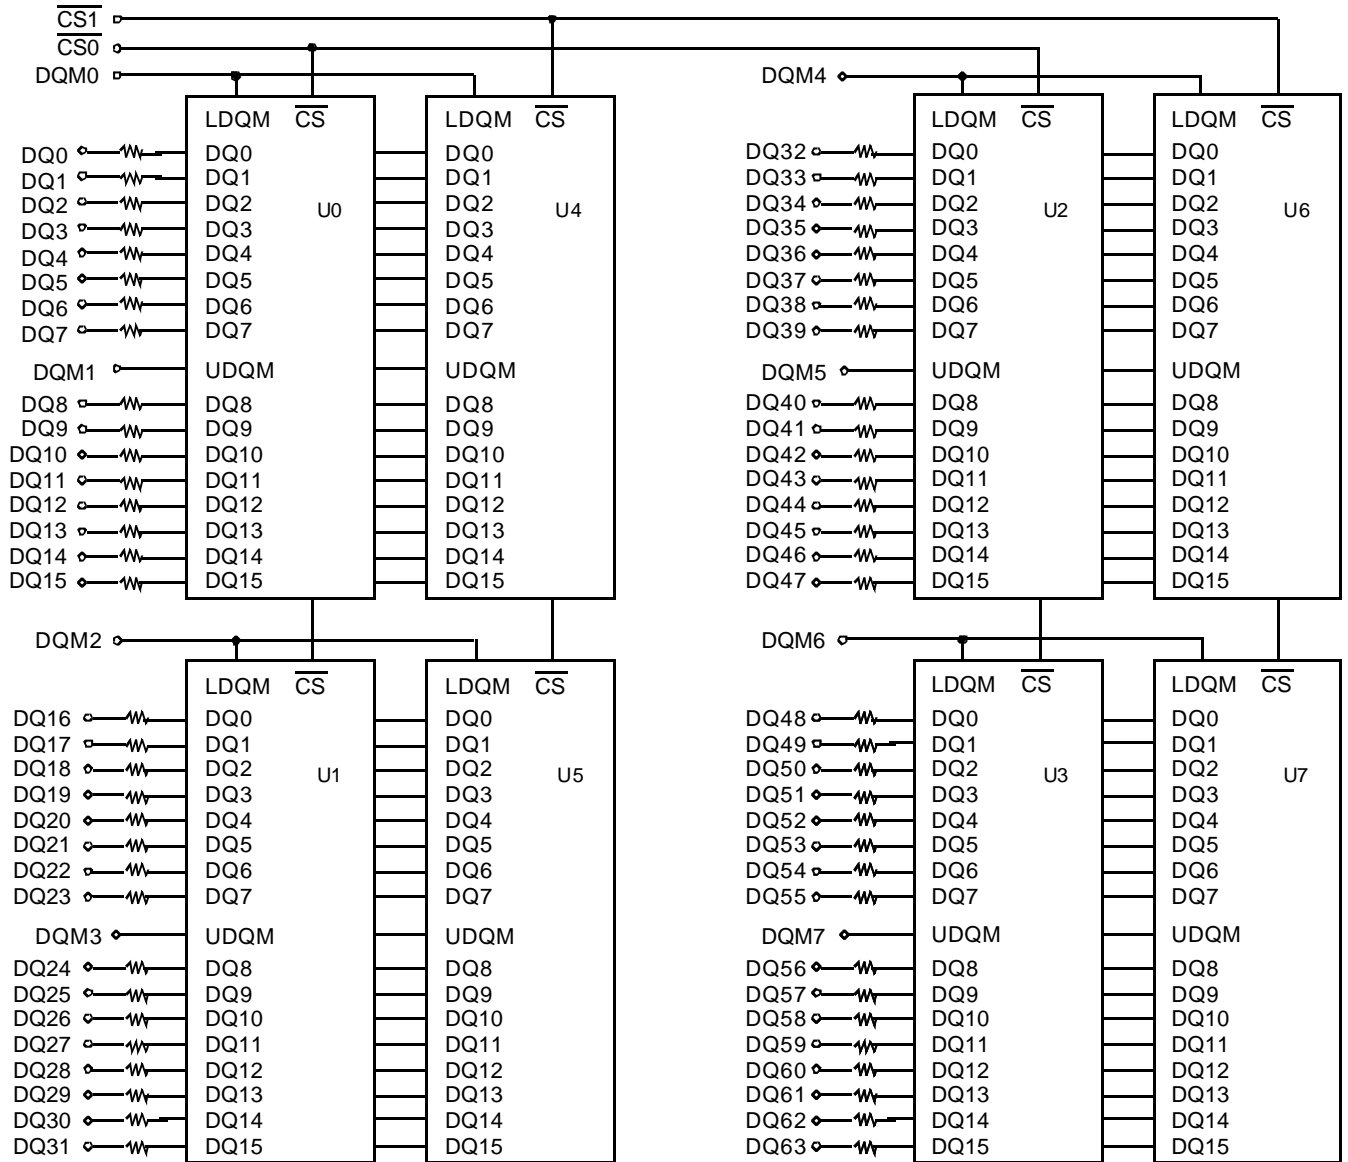 CS1
CS0
DQM0 DQM4
LDQM CS LDQM CS LDQM CS LDQM CS
DQ0 DQ0 DQ0 DQ32 DQ0 DQ0
DQ1 DQ1 DQ1 DQ33 DQ1 DQ1
DQ2 DQ2 U0 DQ2 U4 DQ34 DQ2 U2 DQ2 U6
DQ3 DQ3 DQ3 DQ35 DQ3 DQ3
DQ4 DQ4 DQ4 DQ36 DQ4 DQ4
DQ5 DQ5 DQ5 DQ37 DQ5 DQ5
DQ6 DQ6 DQ6 DQ38 DQ6 DQ6
DQ7 DQ7 DQ7 DQ39 DQ7 DQ7
DQM1 UDQM UDQM DQM5 UDQM UDQM
DQ8 DQ8 DQ8 DQ40 DQ8 DQ8
DQ9 DQ9 DQ9 DQ41 DQ9 DQ9
DQ10 DQ10 DQ10 DQ42 DQ10 DQ10
DQ11 DQ11 DQ11 DQ43 DQ11 DQ11
DQ12 DQ12 DQ12 DQ44 DQ12 DQ12
DQ13 DQ13 DQ13 DQ45 DQ13 DQ13
DQ14 DQ14 DQ14 DQ46 DQ14 DQ14
DQ15 DQ15 DQ15 DQ47 DQ15 DQ15
DQM2 DQM6
LDQM CS LDQM CS LDQM CS LDQM CS
DQ16 DQ0 DQ0 DQ48 DQ0 DQ0
DQ17 DQ1 DQ1 DQ49 DQ1 DQ1
DQ18 DQ2 U1 DQ2 U5 DQ50 DQ2 U3 DQ2 U7
DQ19 DQ3 DQ3 DQ51 DQ3 DQ3
DQ20 DQ4 DQ4 DQ52 DQ4 DQ4
DQ21 DQ5 DQ5 DQ53 DQ5 DQ5
DQ22 DQ6 DQ6 DQ54 DQ6 DQ6
DQ23 DQ7 DQ7 DQ55 DQ7 DQ7
DQM3 UDQM UDQM DQM7 UDQM UDQM
DQ24 DQ8 DQ8 DQ56 DQ8 DQ8
DQ25 DQ9 DQ9 DQ57 DQ9 DQ9
DQ26 DQ10 DQ10 DQ58 DQ10 DQ10
DQ27 DQ11 DQ11 DQ59 DQ11 DQ11
DQ28 DQ12 DQ12 DQ60 DQ12 DQ12
DQ29 DQ13 DQ13 DQ61 DQ13 DQ13
DQ30 DQ14 DQ14 DQ62 DQ14 DQ14
DQ31 DQ15 DQ15 DQ63 DQ15 DQ15